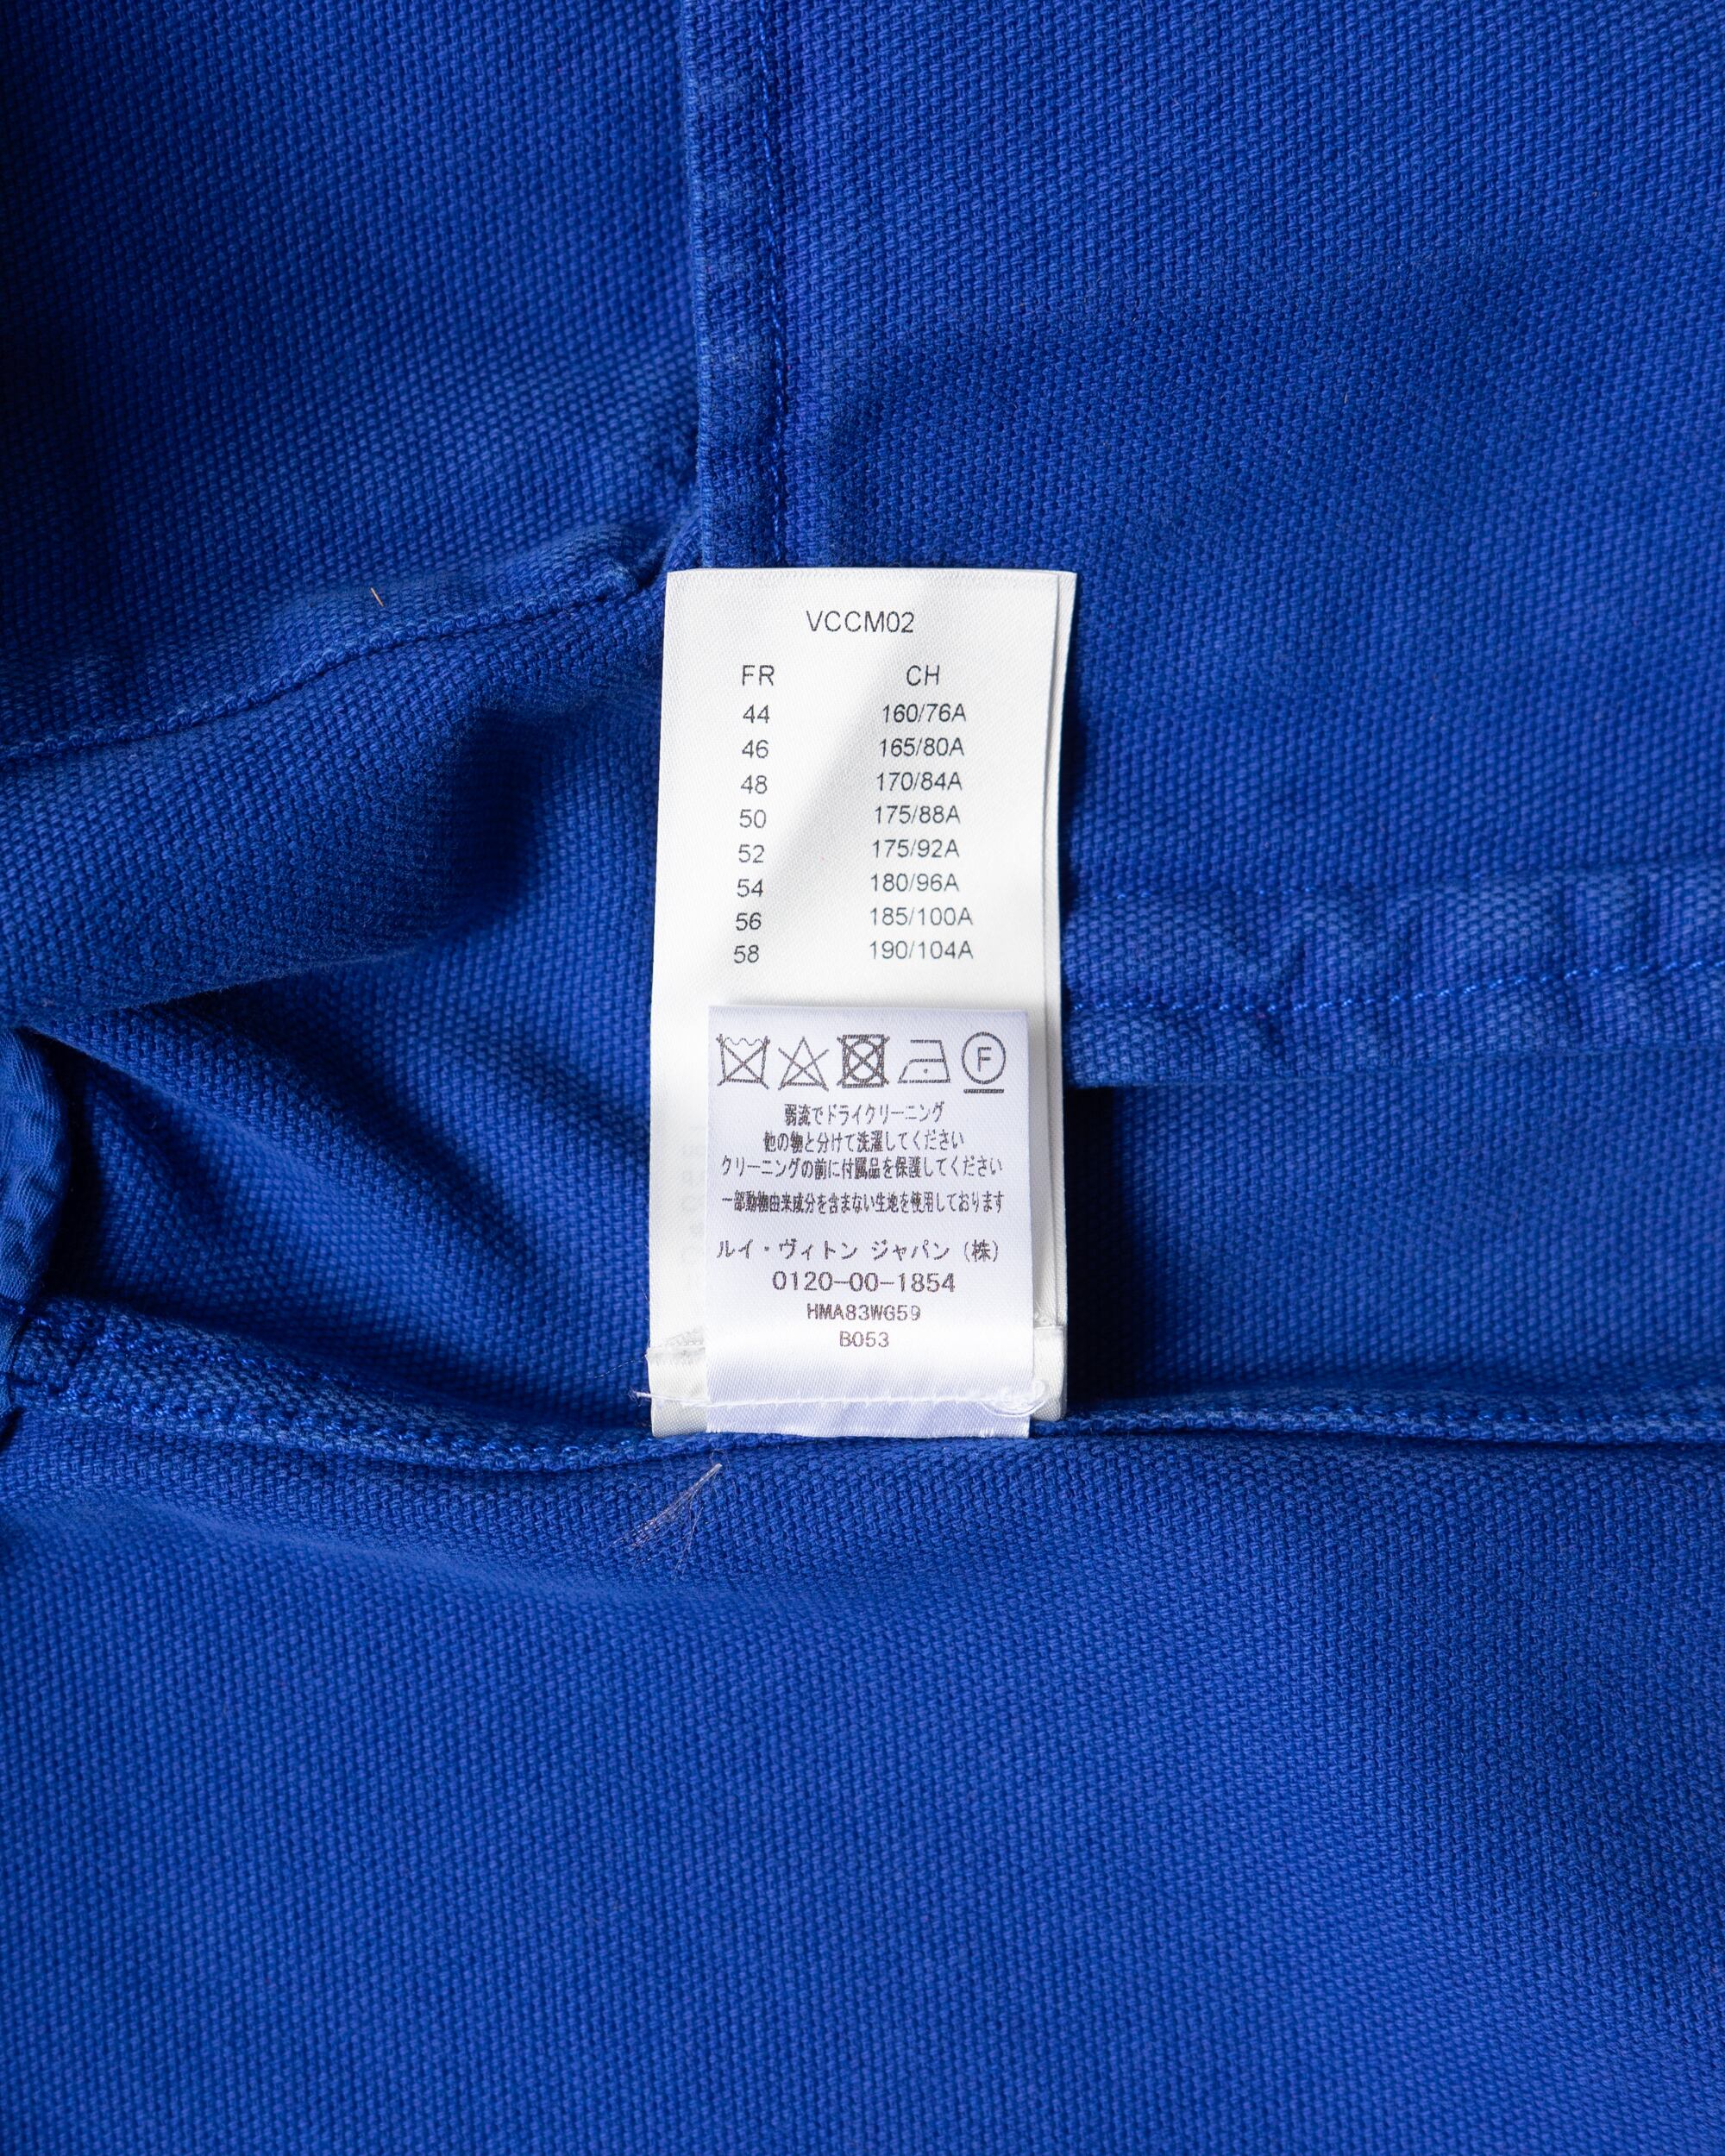 VCCM02
FR CH
44 160/76A
46 165/80A
48 170/84A
50 175/88A
52 175/92A
54 180/96A
56 185/100A
58 190/104A
F
弱流でドライクリーニング
他の物と分けて洗濯してください
クリーニングの前に付属品を保護してください
一部動物由来成分を含まない生地を使用しております
ルイ・ヴィトン ジャパン (株)
0120-00-1854
HMA83WG59
B053